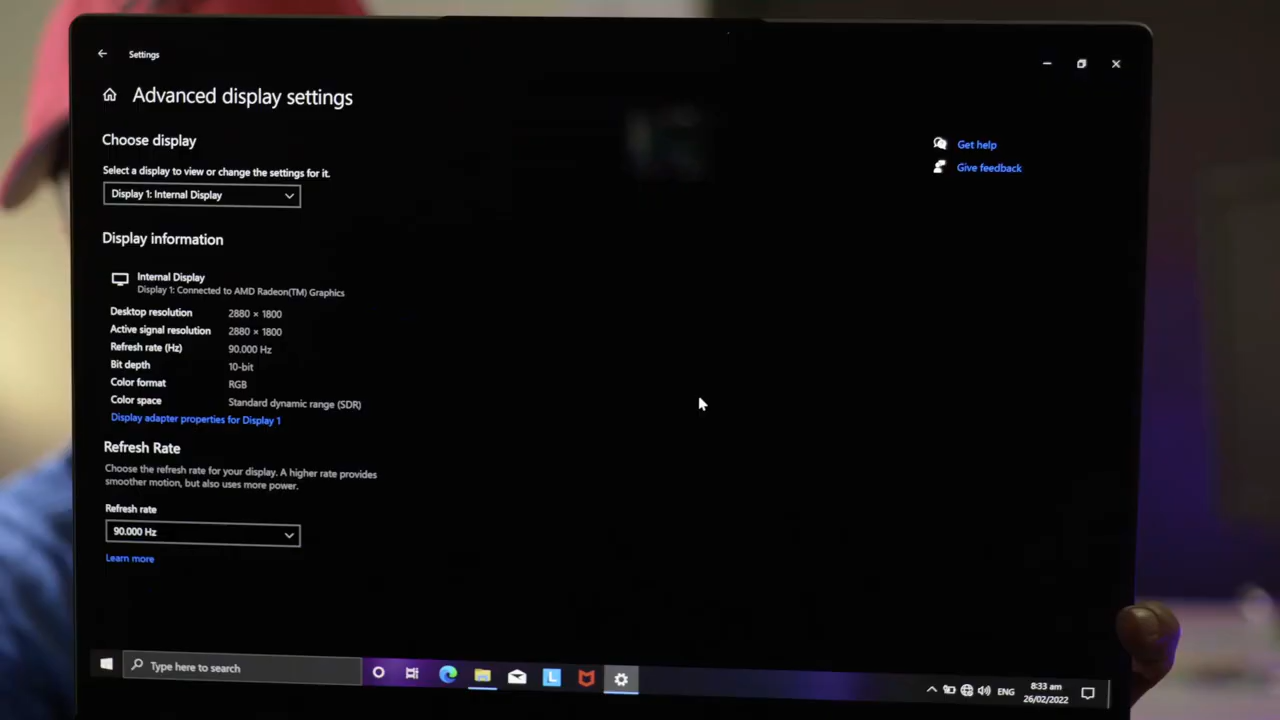 Settings
Advanced display settings
Choose display
Get help
Select a display to view or change the settings for it.
Give feedback
Display 1: Internal Display
Display information
Internal Display
Display 1: Connected to AMD Radeon(TM) Graphics
Desktop resolution 2880 × 1800
Active signal resolution 2880 × 1800
Refresh rate (Hz) 90.000 Hz
Bit depth 10-bit
Color format RGB
Color space Standard dynamic range (SDR)
Display adapter properties for Display 1
Refresh Rate
Choose the refresh rate for your display. A higher rate provides
smoother motion, but also uses more power.
Refresh rate
90.000 Hz
Learn more
Type here to search
L
ENG
8:33 am
26/02/2022